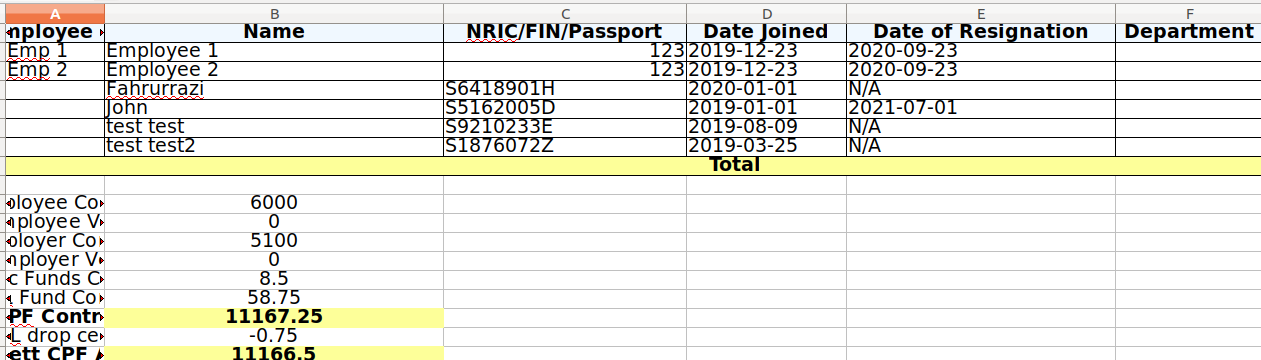 A B C D E F
mployee Name NRIC/FIN/Passport Date Joined Date of Resignation Department
Emp 1 Employee 1 123 2019-12-23 2020-09-23
Emp 2 Employee 2 123 2019-12-23 2020-09-23
Fahrurrazi S6418901H 2020-01-01 N/A
John S5162005D 2019-01-01 2021-07-01
test test S9210233E 2019-08-09 N/A
test test2 S1876072Z 2019-03-25 N/A
Total
ployee Co 6000
nployee V 0
ployer Co 5100
nployer V 0
c Funds C 8.5
Fund Co 58.75
PF Contr 11167.25
L drop ce -0.75
ett CPF A 11166.5